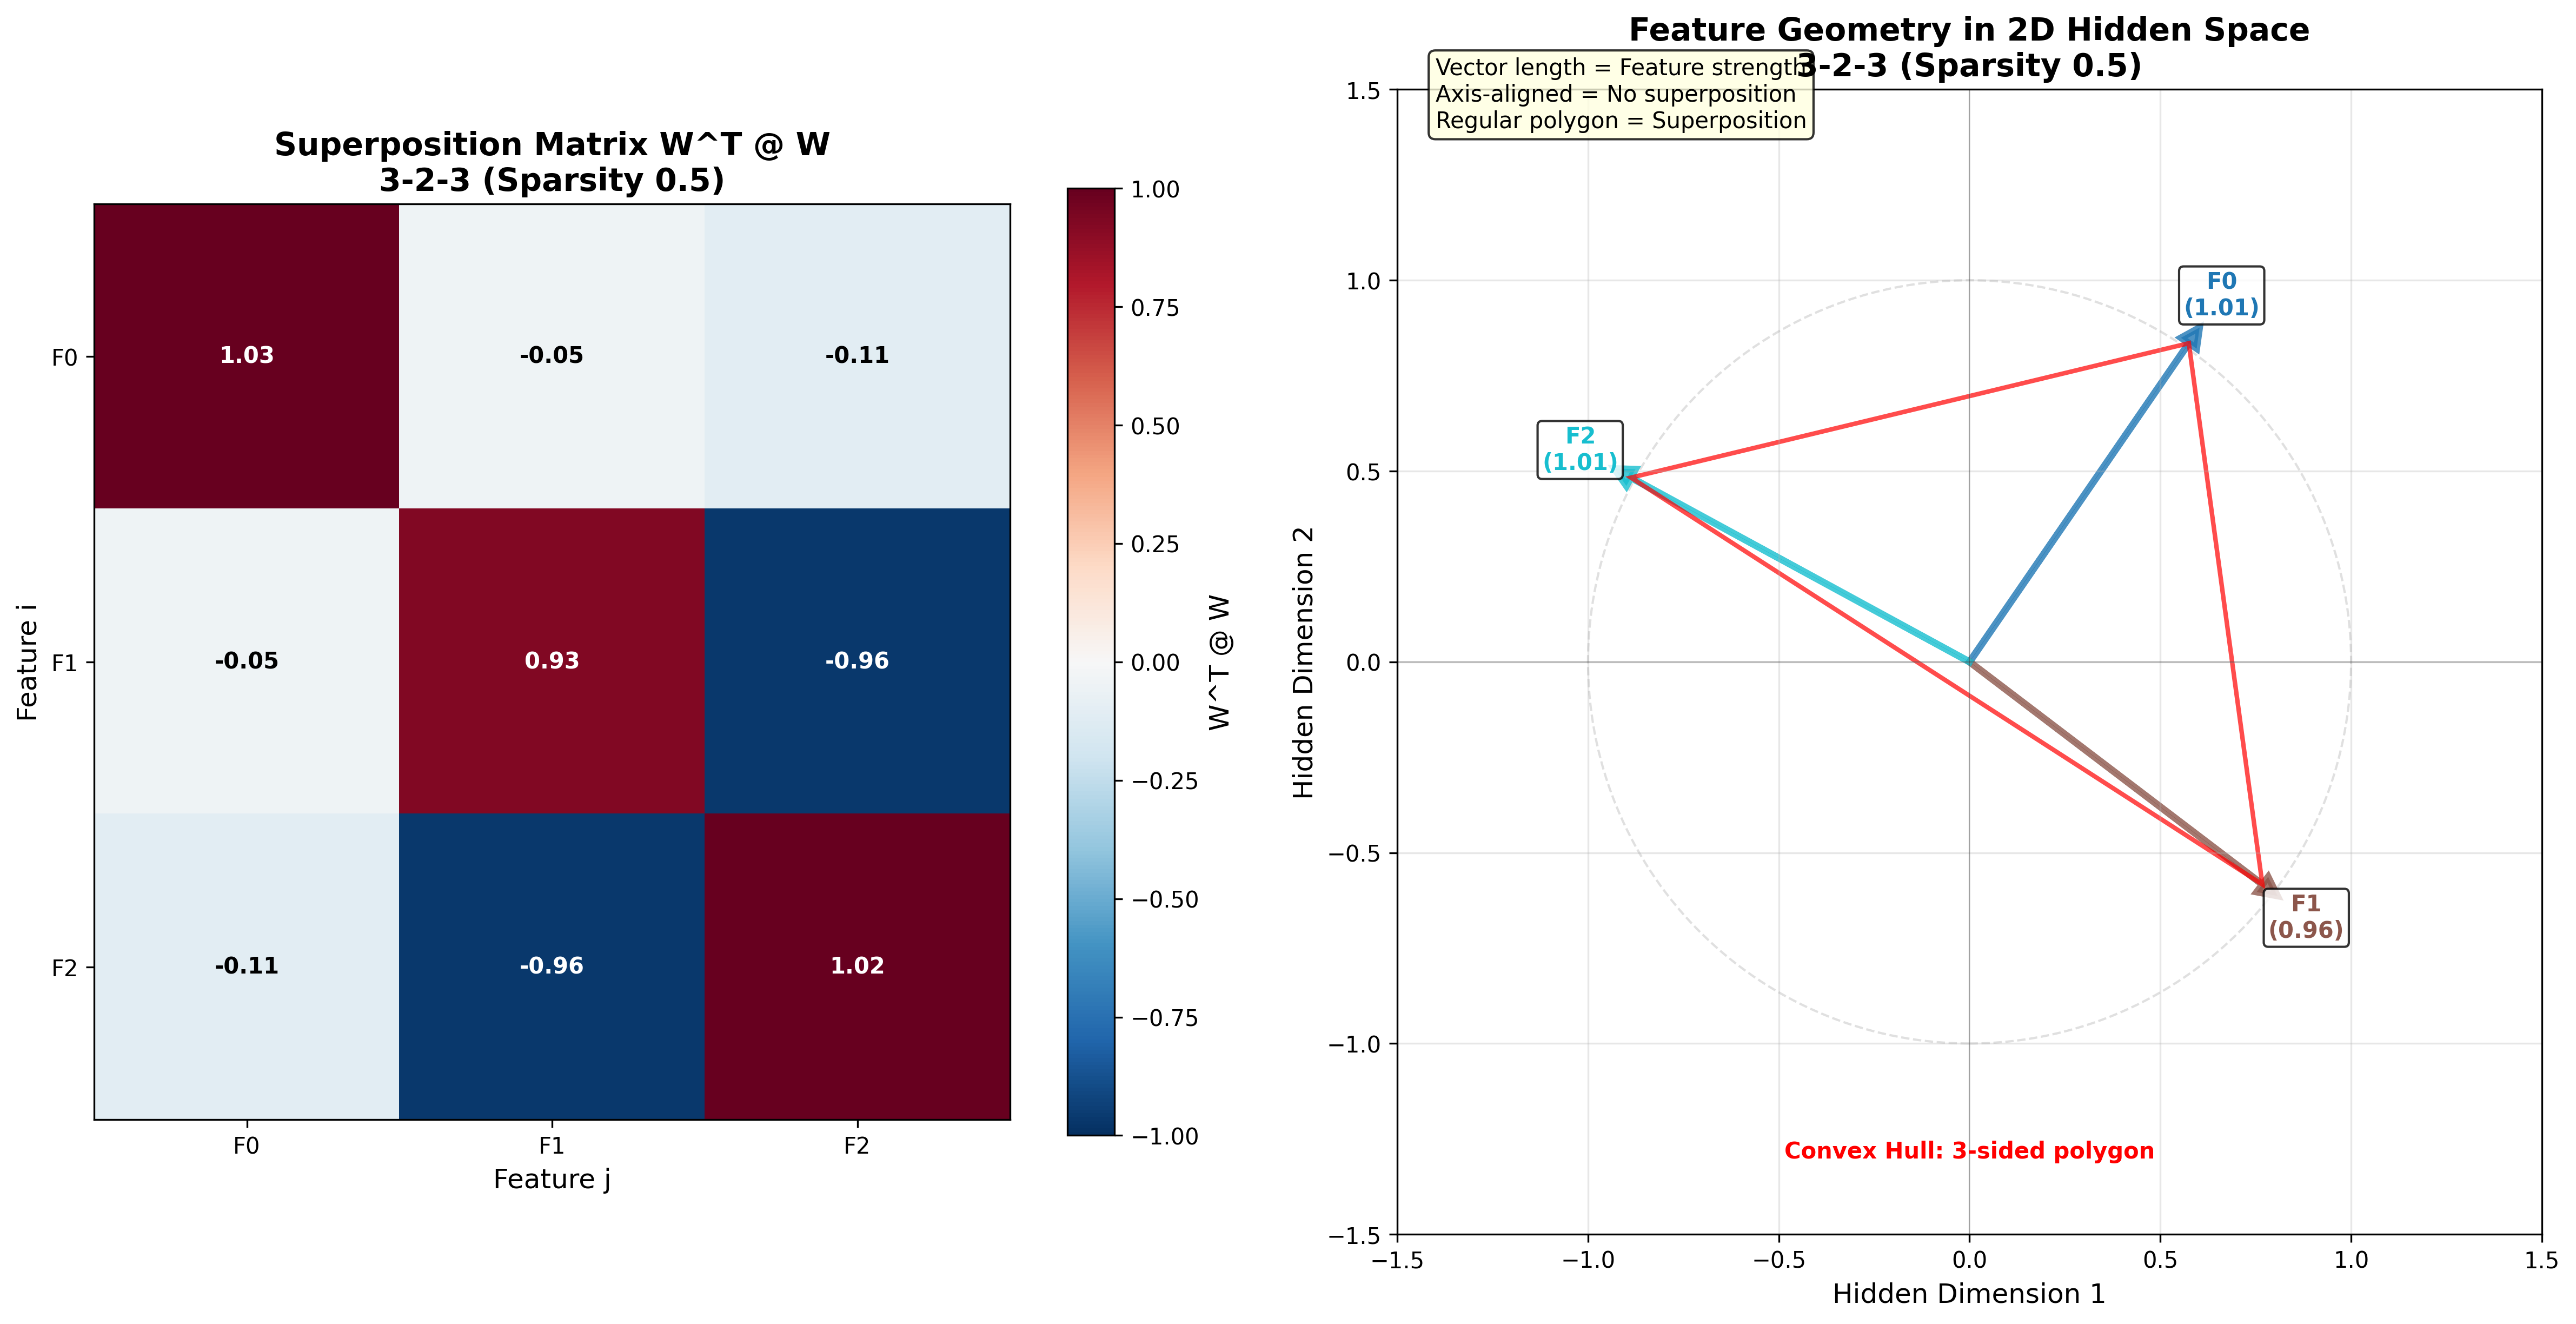 Superposition Matrix W^T @ W
3-2-3 (Sparsity 0.5)
F0
F1
F2
Feature i
1.03
-0.05
-0.11
-0.05
0.93
-0.96
-0.11
-0.96
1.02
F0
F1
F2
Feature j
1.00
0.75
0.50
0.25
0.00
−0.25
−0.50
−0.75
−1.00
W^T @ W
Feature Geometry in 2D Hidden Space
3-2-3 (Sparsity 0.5)
Vector length = Feature strength
Axis-aligned = No superposition
Regular polygon = Superposition
1.5
1.0
0.5
0.0
−0.5
−1.0
−1.5
Hidden Dimension 2
F0
(1.01)
F2
(1.01)
F1
(0.96)
Convex Hull: 3-sided polygon
−1.5
−1.0
−0.5
0.0
0.5
1.0
1.5
Hidden Dimension 1